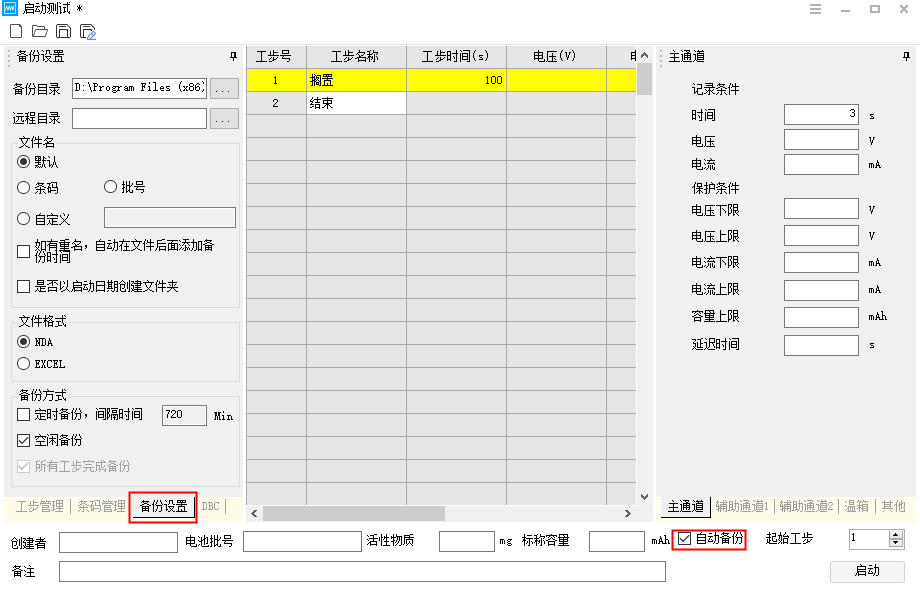 启动测试 *
备份设置
备份目录 D:\Program Files (x86) ...
远程目录 ...
文件名
默认
条码 批号
自定义
如有重名，自动在文件后面添加备
份时间
是否以启动日期创建文件夹
文件格式
NDA
EXCEL
备份方式
定时备份，间隔时间 720 Min
空闲备份
所有工步完成备份
工步管理 条码管理 备份设置 DBC
工步号 工步名称 工步时间(s) 电压(V)
1 搁置 100
2 结束
主通道
记录条件
时间 3 s
电压 V
电流 mA
保护条件
电压下限 V
电压上限 V
电流下限 mA
电流上限 mA
容量上限 mAh
延迟时间 s
主通道 辅助通道1 辅助通道2 温箱 其他
创建者 电池批号 活性物质 mg 标称容量 mAh 自动备份 起始工步 1
备注 启动